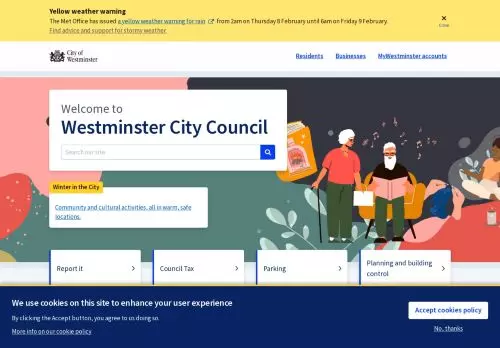 Yellow weather warning
The Met Office has issued a yellow weather warning for rain from 2am on Thursday 8 February until 6am on Friday 9 February.
Find advice and support for stormy weather.
Close
City of
Westminster
Residents
Businesses
MyWestminster accounts
Welcome to
Westminster City Council
Search our site
Winter in the City
Community and cultural activities, all in warm, safe
locations.
Report it
Council Tax
Parking
Planning and building
control
We use cookies on this site to enhance your user experience
By clicking the Accept button, you agree to us doing so.
More info on our cookie policy
Accept cookies policy
No, thanks